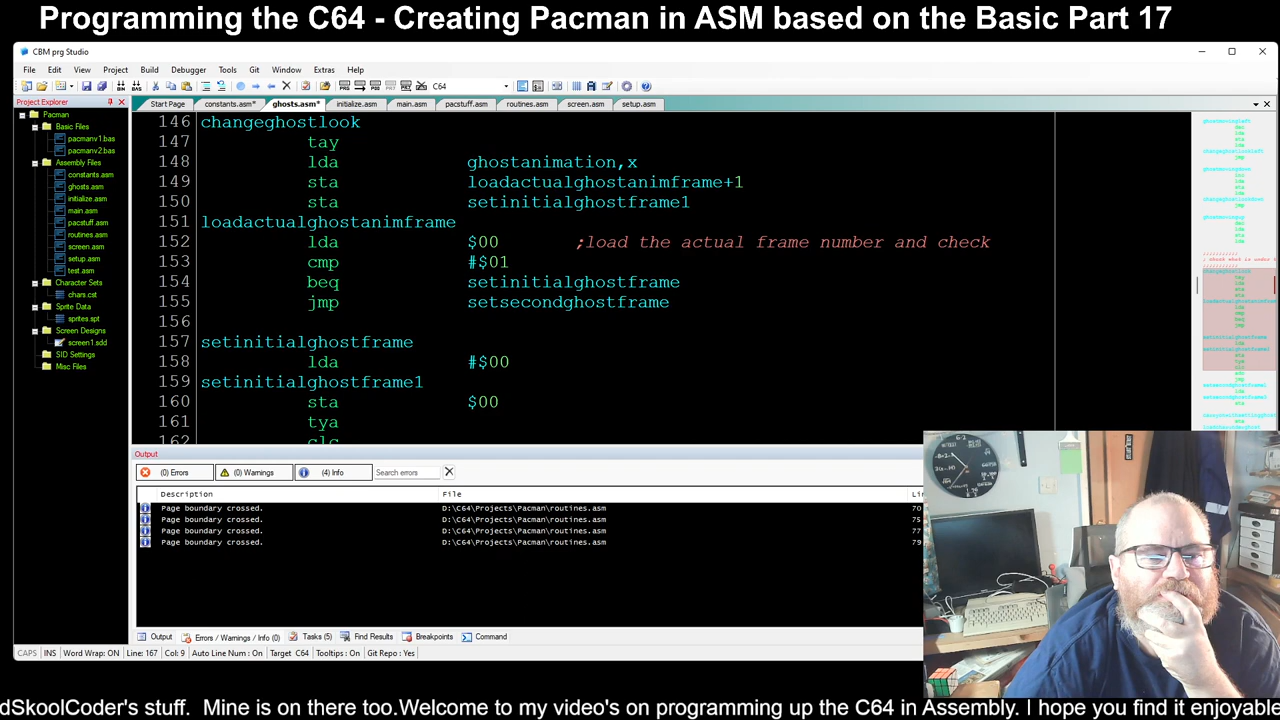 Programming the C64 - Creating Pacman in ASM based on the Basic Part 17
CBM prg Studio
File Edit View Project Build Debugger Tools Git Window Extras Help
C64
Project Explorer
Start Page constants.asm* ghosts.asm* initialize.asm main.asm pacstuff.asm routines.asm screen.asm setup.asm
Pacman
Basic Files
pacmanv1.bas
pacmanv2.bas
Assembly Files
constants.asm
ghosts.asm
initialize.asm
main.asm
pacstuff.asm
routines.asm
screen.asm
setup.asm
test.asm
Character Sets
chars.cst
Sprite Data
sprites.spt
Screen Designs
screen1.sdd
SID Settings
Misc Files
146 changeghostlook
147 tay
148 lda ghostanimation,x
149 sta loadactualghostanimframe+1
150 sta setinitialghostframe1
151 loadactualghostanimframe
152 lda $00 ;load the actual frame number and check
153 cmp #$01
154 beq setinitialghostframe
155 jmp setsecondghostframe
156
157 setinitialghostframe
158 lda #$00
159 setinitialghostframe1
160 sta $00
161 tya
162 clc
Output
(0) Errors (0) Warnings (4) Info Search errors
Description File Li
Page boundary crossed. D:\C64\Projects\Pacman\routines.asm 70
Page boundary crossed. D:\C64\Projects\Pacman\routines.asm 75
Page boundary crossed. D:\C64\Projects\Pacman\routines.asm 77
Page boundary crossed. D:\C64\Projects\Pacman\routines.asm 79
Output Errors / Warnings / Info (0) Tasks (5) Find Results Breakpoints Command
CAPS INS Word Wrap: ON Line: 167 Col: 9 Auto Line Num : On Target C64 Tooltips : On Git Repo : Yes
dSkoolCoder's stuff. Mine is on there too.Welcome to my video's on programming up the C64 in Assembly. I hope you find it enjoyable